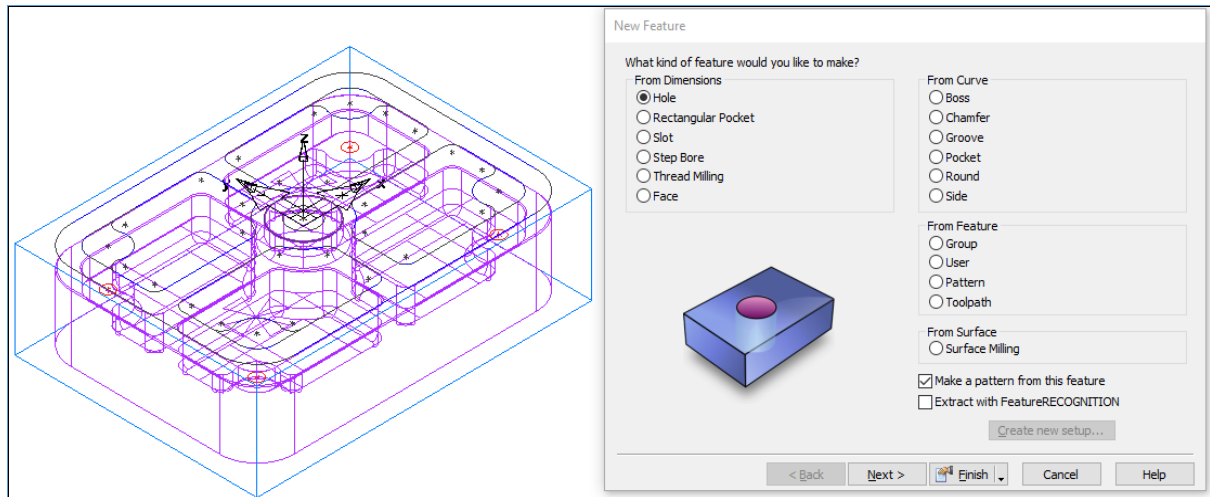 Z
y
x
New Feature
What kind of feature would you like to make?
From Dimensions
Hole
Rectangular Pocket
Slot
Step Bore
Thread Milling
Face
From Curve
Boss
Chamfer
Groove
Pocket
Round
Side
From Feature
Group
User
Pattern
Toolpath
From Surface
Surface Milling
Make a pattern from this feature
Extract with FeatureRECOGNITION
Create new setup...
< Back Next > Finish Cancel Help